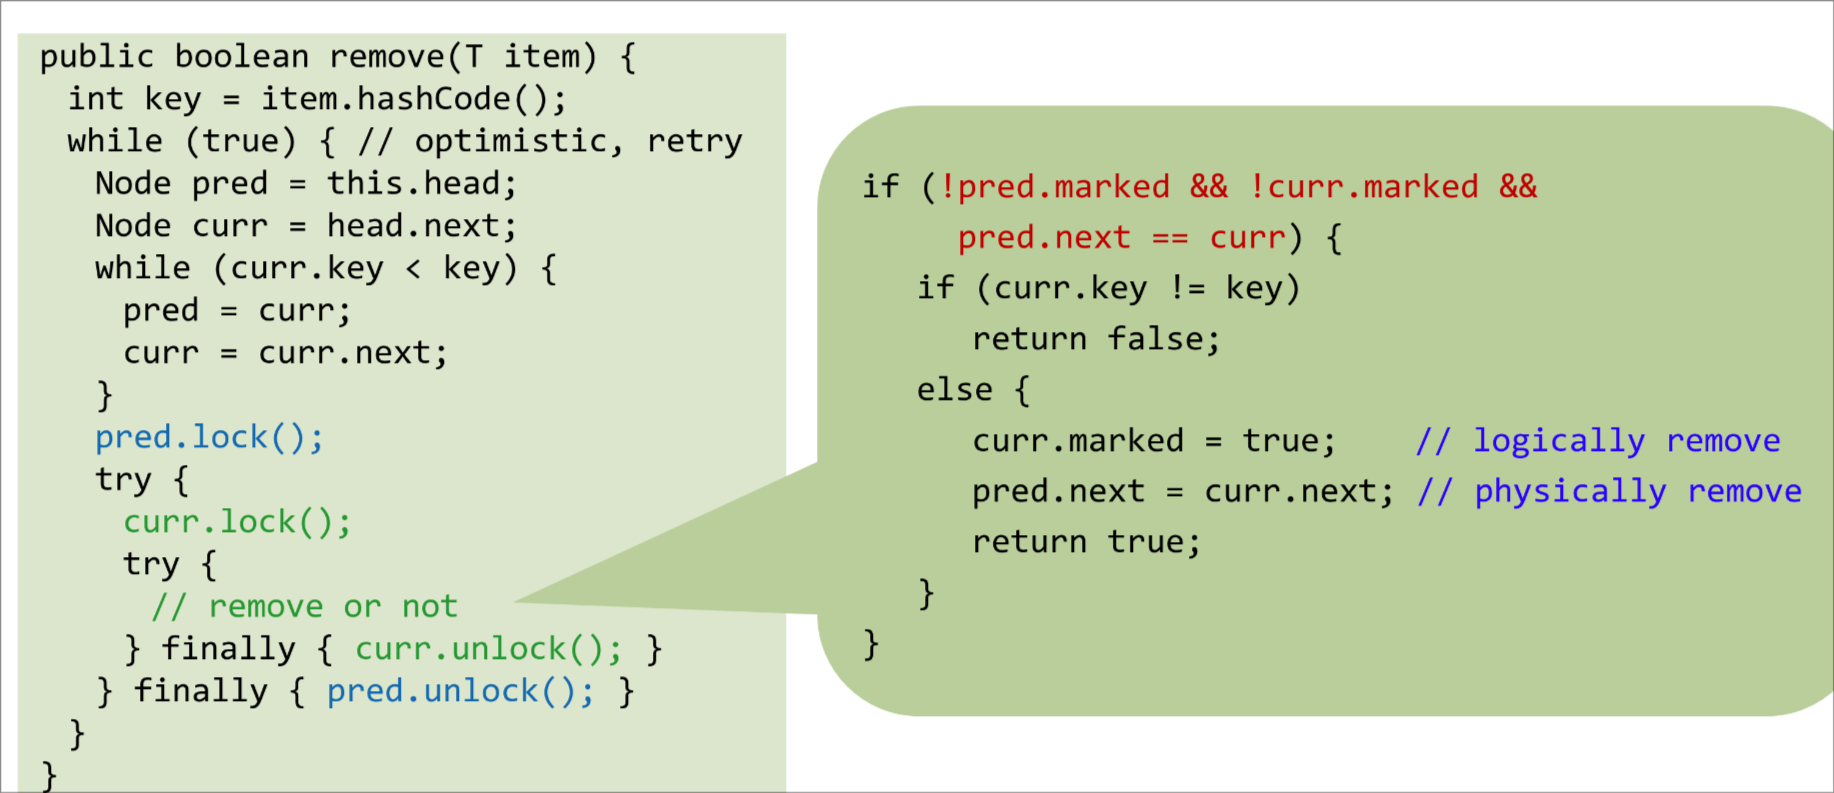 public boolean remove(T item) {
int key = item.hashCode();
while (true) { // optimistic, retry
Node pred = this.head;
Node curr = head.next;
while (curr.key < key) {
pred = curr;
curr = curr.next;
}
pred.lock();
try {
curr.lock();
try {
// remove or not
} finally { curr.unlock(); }
} finally { pred.unlock(); }
}
}
if (!pred.marked && !curr.marked &&
pred.next == curr) {
if (curr.key != key)
return false;
else {
curr.marked = true; // logically remove
pred.next = curr.next; // physically remove
return true;
}
}